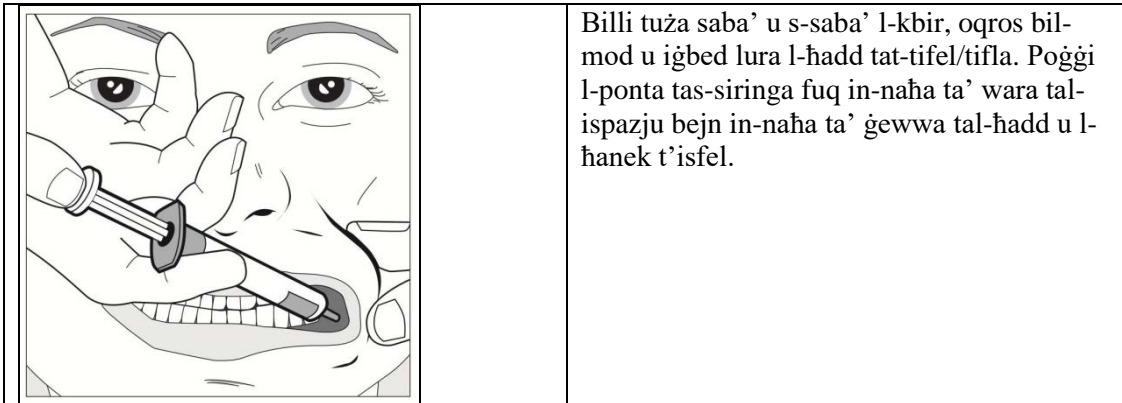 Billi tuża saba’ u s-saba’ l-kbir, oqros bil-
mod u iġbed lura l-ħadd tat-tifel/tifla. Poġġi
l-ponta tas-siringa fuq in-naħa ta’ wara tal-
ispazju bejn in-naħa ta’ ġewwa tal-ħadd u l-
ħanek t’isfel.